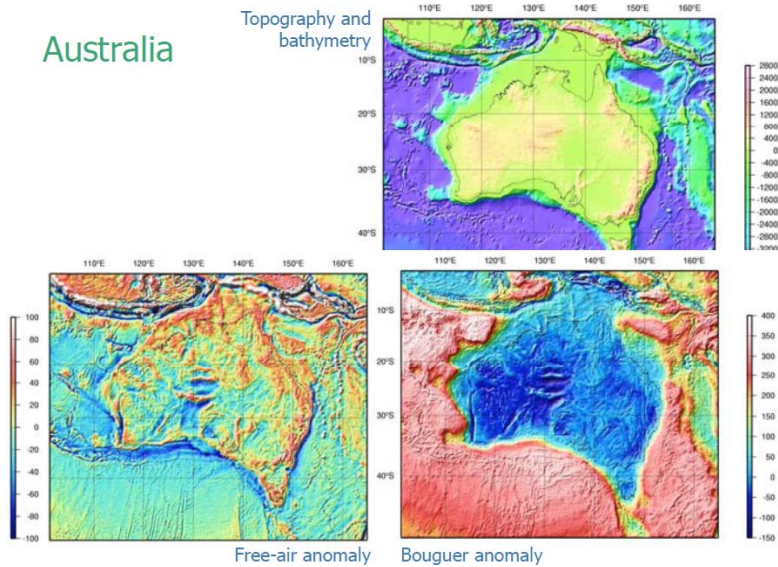 Topography and
bathymetry
Australia
110°E 120°E 130°E 140°E 150°E 160°E
10°S
20°S
30°S
40°S
2800
2400
2000
1600
1200
800
400
0
-400
-800
-1200
-1600
-2000
-2400
-2800
-3200
110°E 120°E 130°E 140°E 150°E 160°E
100
80
60
40
20
0
-20
-40
-60
-80
-100
Free-air anomaly
110°E 120°E 130°E 140°E 150°E 160°E
10°S
20°S
30°S
40°S
400
350
300
250
200
150
100
50
0
-50
-100
-150
Bouguer anomaly